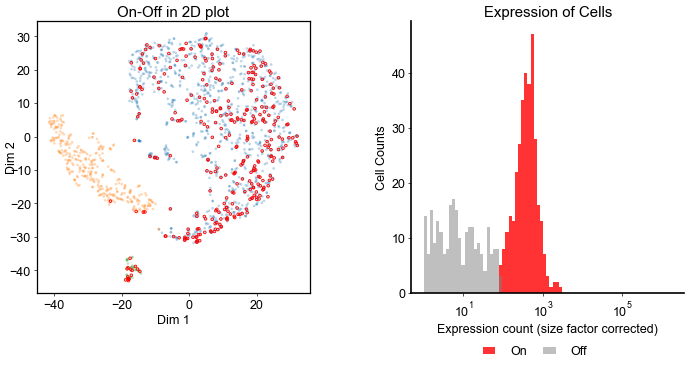 On-Off in 2D plot
Dim 2
30
20
10
0
−10
−20
−30
−40
−40
−20
0
20
Dim 1
Expression of Cells
Cell Counts
40
30
20
10
0
10^1
10^3
10^5
Expression count (size factor corrected)
On
Off